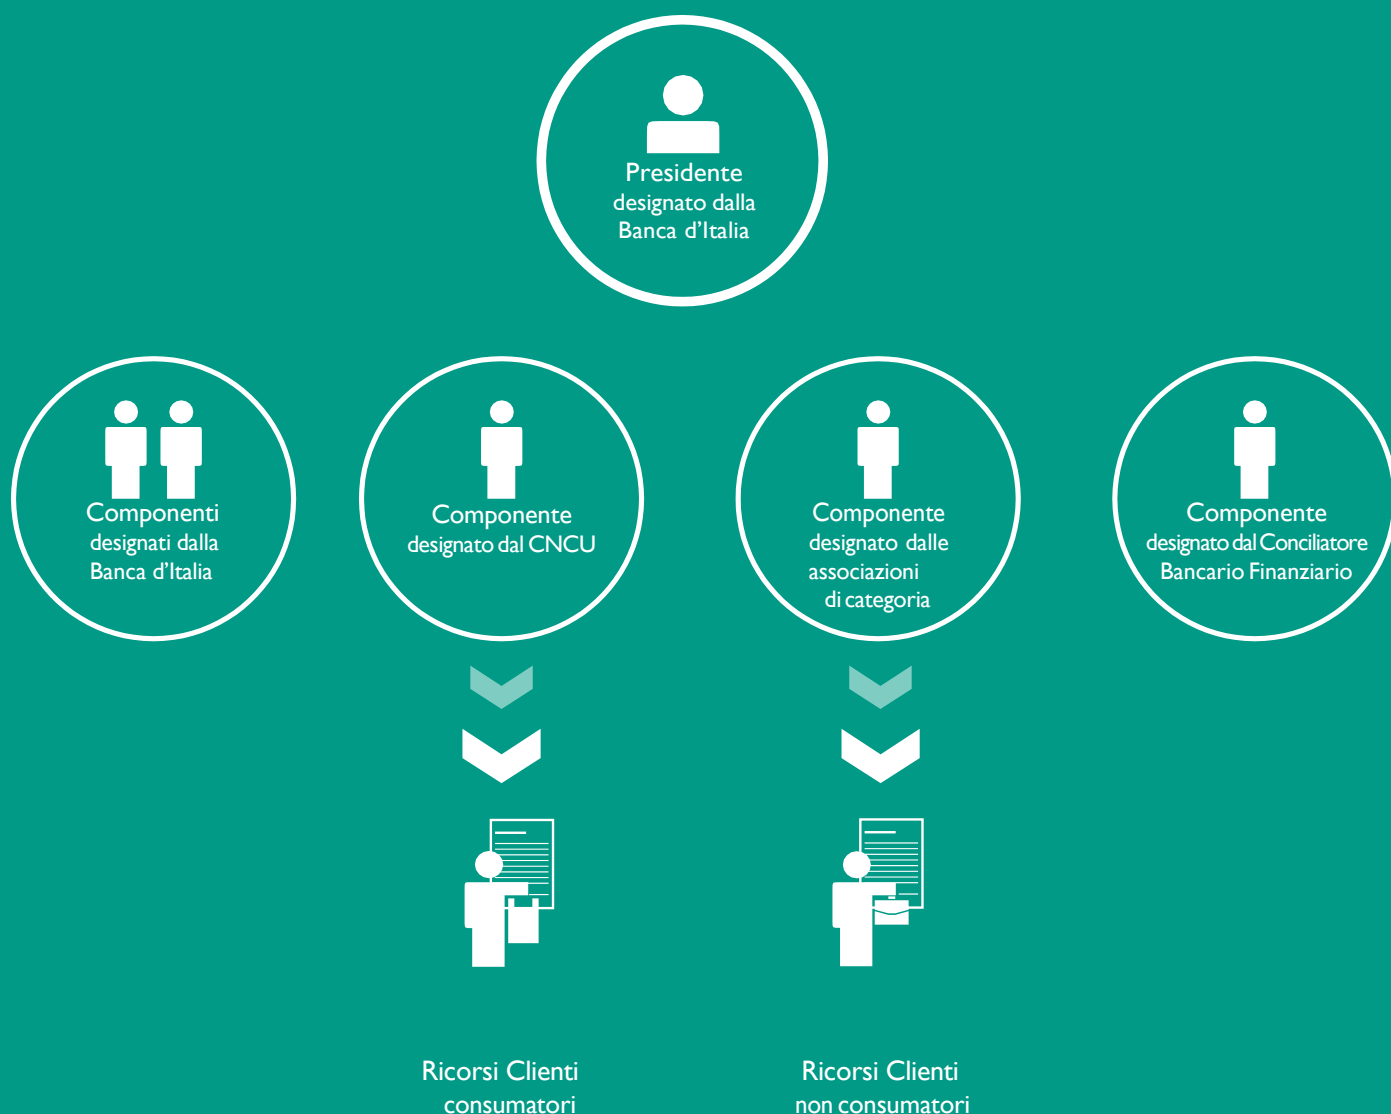 Presidente
designato dalla
Banca d’Italia
Componenti
designati dalla
Banca d’Italia
Componente
designato dal CNCU
Componente
designato dalle
associazioni
di categoria
Componente
designato dal Conciliatore
Bancario Finanziario
Ricorsi Clienti
consumatori
Ricorsi Clienti
non consumatori